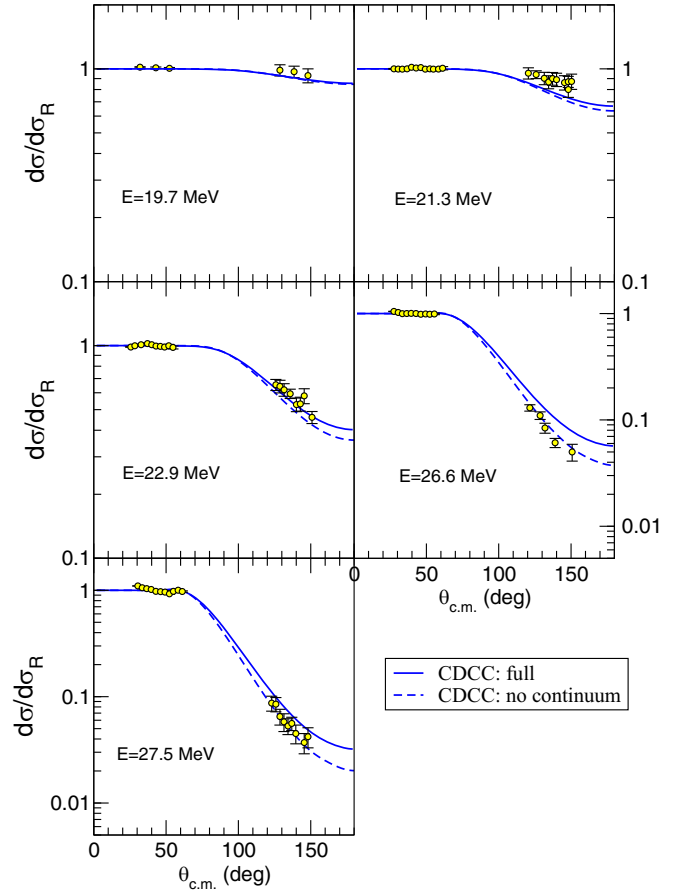 1
1
dσ/dσR
E=19.7 MeV
E=21.3 MeV
0.1
0.1
1
1
dσ/dσR
0.1
E=22.9 MeV
E=26.6 MeV
0.01
0.1
0 50 100 150
θc.m. (deg)
1
dσ/dσR
0.1
CDCC: full
CDCC: no continuum
E=27.5 MeV
0.01
0 50 100 150
θc.m. (deg)